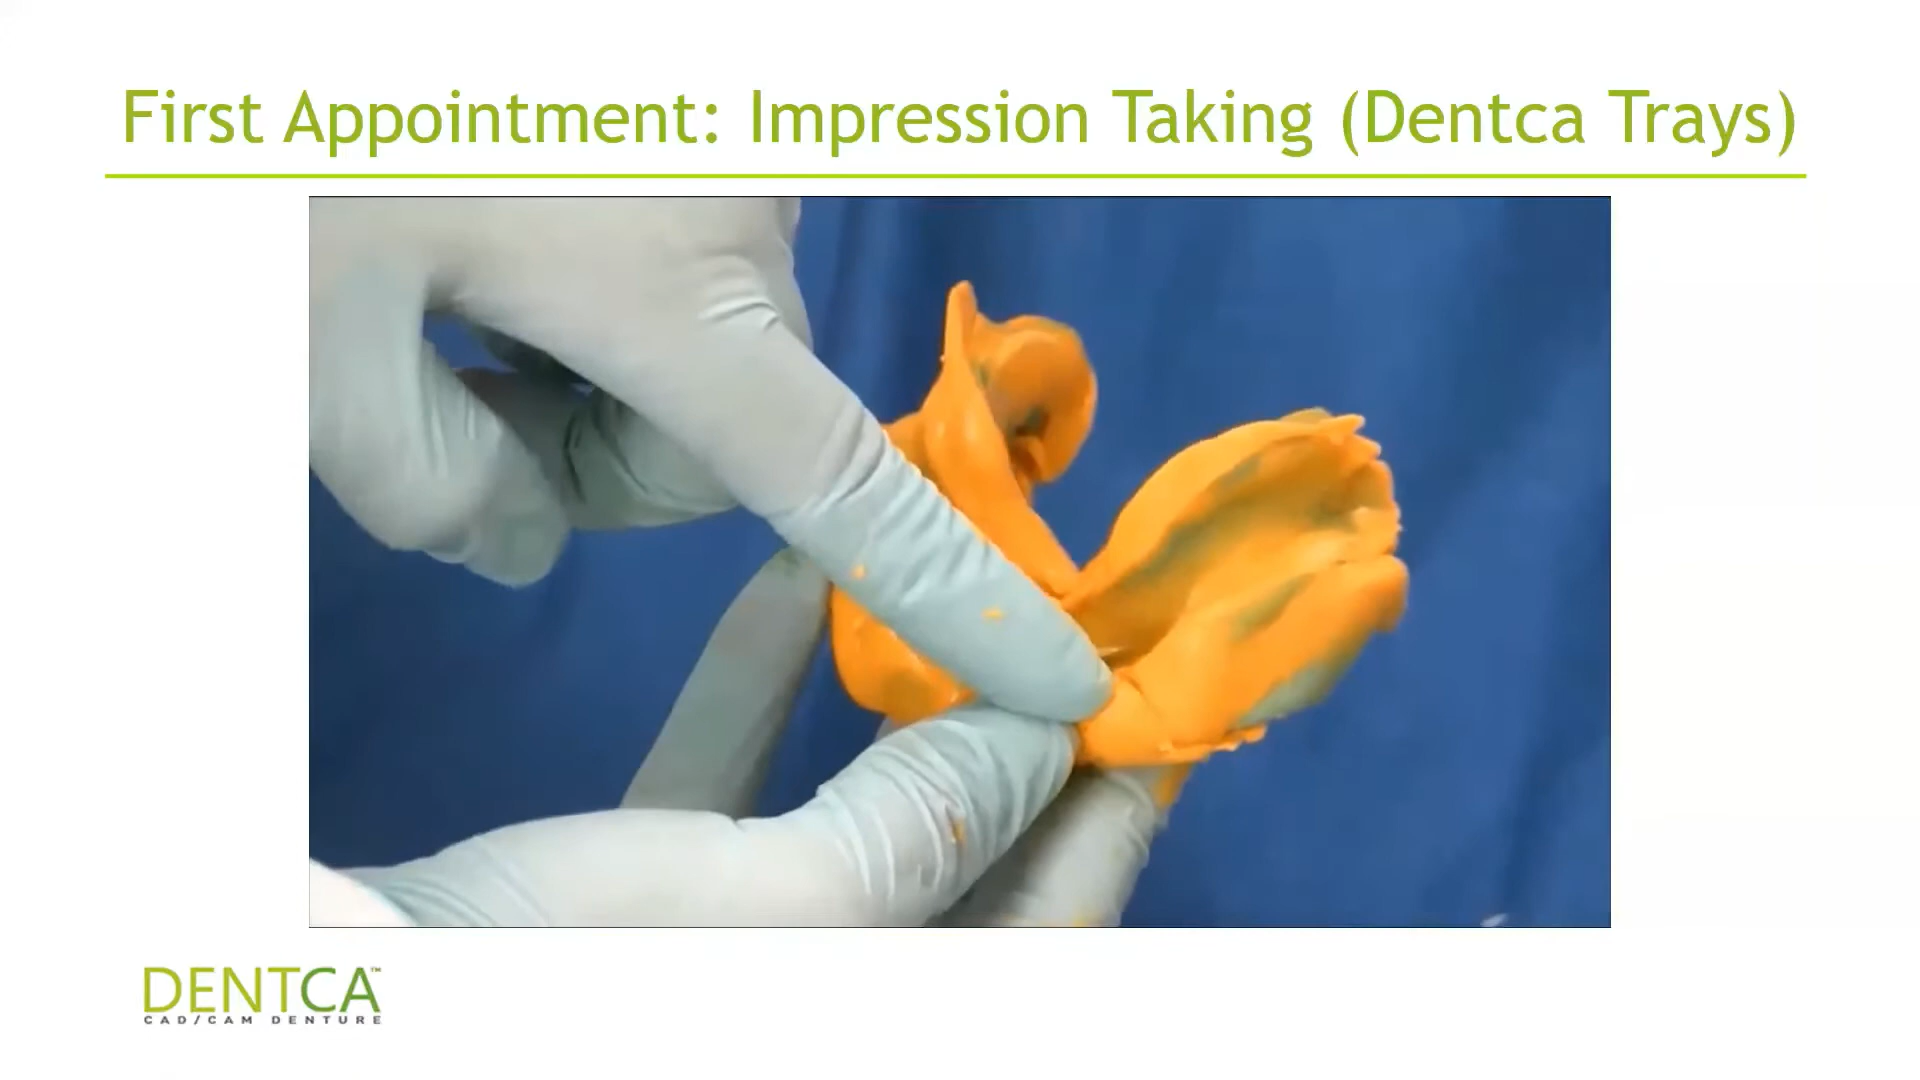 First Appointment: Impression Taking (Dentca Trays)
DENTCA™
CAD/CAM DENTURE